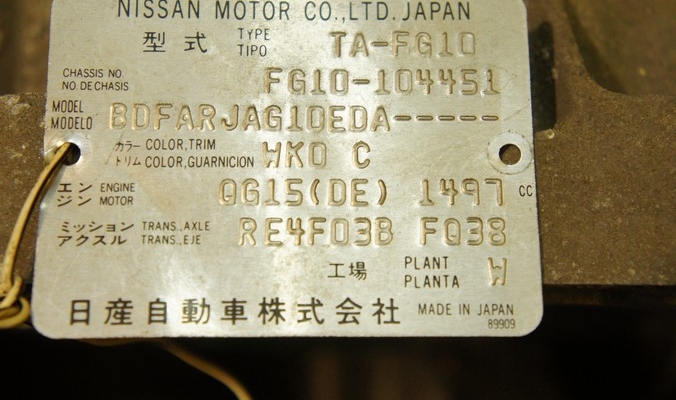 NISSAN MOTOR CO.,LTD. JAPAN
型式 TYPE TIPO TA-FG10
CHASSIS NO. NO DE CHASIS FG10-104451
MODEL MODELO BDFARJAG10EDA-----
カラー トリム COLOR,TRIM COLOR,GUARNICION WK0 C
エンジン ENGINE MOTOR QG15(DE) 1497 CC
ミッション アクスル TRANS.,AXLE TRANS.,EJE RE4F03B FQ38
工場 PLANT PLANTA W
日産自動車株式会社 MADE IN JAPAN
89909